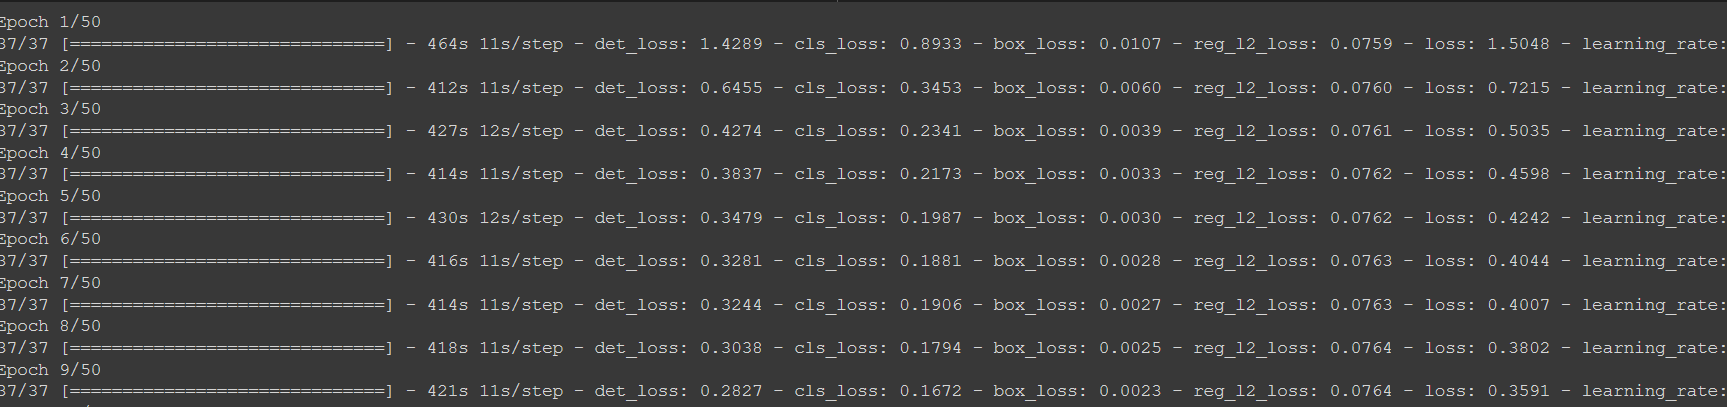 Epoch 1/50
37/37 [==============================] - 464s 11s/step - det_loss: 1.4289 - cls_loss: 0.8933 - box_loss: 0.0107 - reg_l2_loss: 0.0759 - loss: 1.5048 - learning_rate:
Epoch 2/50
37/37 [==============================] - 412s 11s/step - det_loss: 0.6455 - cls_loss: 0.3453 - box_loss: 0.0060 - reg_l2_loss: 0.0760 - loss: 0.7215 - learning_rate:
Epoch 3/50
37/37 [==============================] - 427s 12s/step - det_loss: 0.4274 - cls_loss: 0.2341 - box_loss: 0.0039 - reg_l2_loss: 0.0761 - loss: 0.5035 - learning_rate:
Epoch 4/50
37/37 [==============================] - 414s 11s/step - det_loss: 0.3837 - cls_loss: 0.2173 - box_loss: 0.0033 - reg_l2_loss: 0.0762 - loss: 0.4598 - learning_rate:
Epoch 5/50
37/37 [==============================] - 430s 12s/step - det_loss: 0.3479 - cls_loss: 0.1987 - box_loss: 0.0030 - reg_l2_loss: 0.0762 - loss: 0.4242 - learning_rate:
Epoch 6/50
37/37 [==============================] - 416s 11s/step - det_loss: 0.3281 - cls_loss: 0.1881 - box_loss: 0.0028 - reg_l2_loss: 0.0763 - loss: 0.4044 - learning_rate:
Epoch 7/50
37/37 [==============================] - 414s 11s/step - det_loss: 0.3244 - cls_loss: 0.1906 - box_loss: 0.0027 - reg_l2_loss: 0.0763 - loss: 0.4007 - learning_rate:
Epoch 8/50
37/37 [==============================] - 418s 11s/step - det_loss: 0.3038 - cls_loss: 0.1794 - box_loss: 0.0025 - reg_l2_loss: 0.0764 - loss: 0.3802 - learning_rate:
Epoch 9/50
37/37 [==============================] - 421s 11s/step - det_loss: 0.2827 - cls_loss: 0.1672 - box_loss: 0.0023 - reg_l2_loss: 0.0764 - loss: 0.3591 - learning_rate: